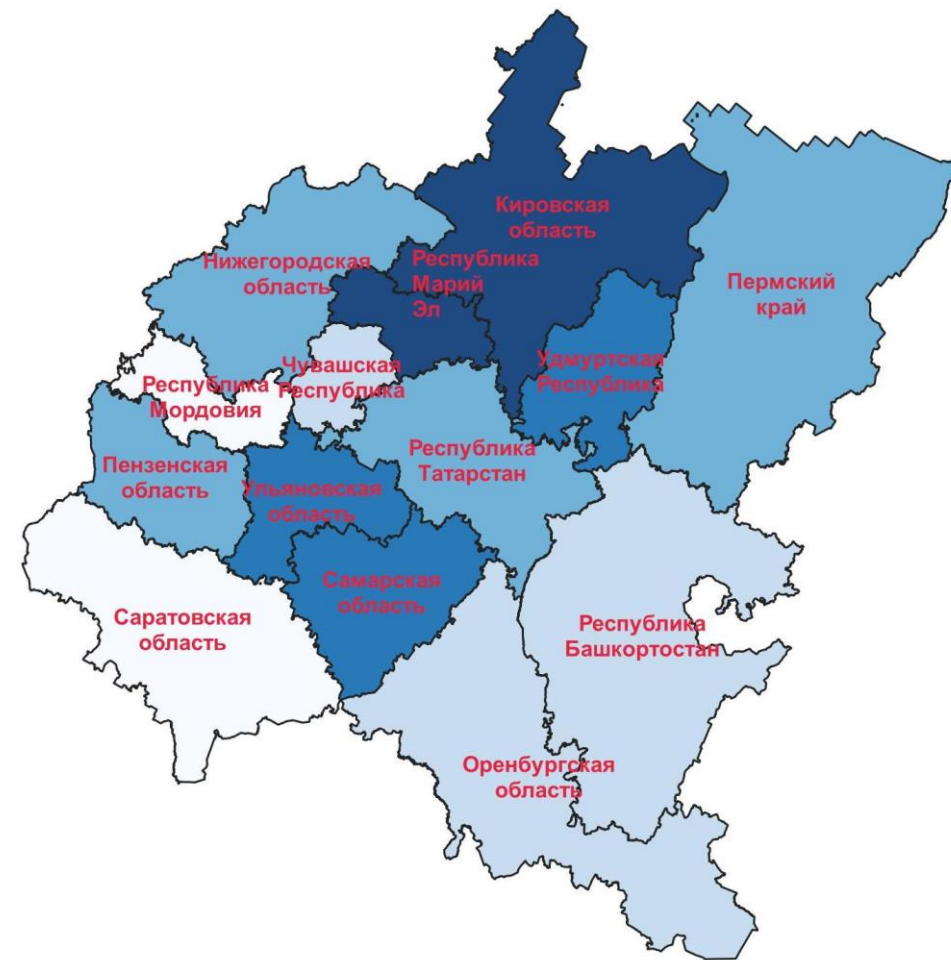 Кировская
область
Нижегородская
область
Республика
Марий
Эл
Пермский
край
Чувашская
Республика
Удмуртская
Республика
Республика
Мордовия
Республика
Татарстан
Пензенская
область
Ульяновская
область
Самарская
область
Саратовская
область
Республика
Башкортостан
Оренбургская
область